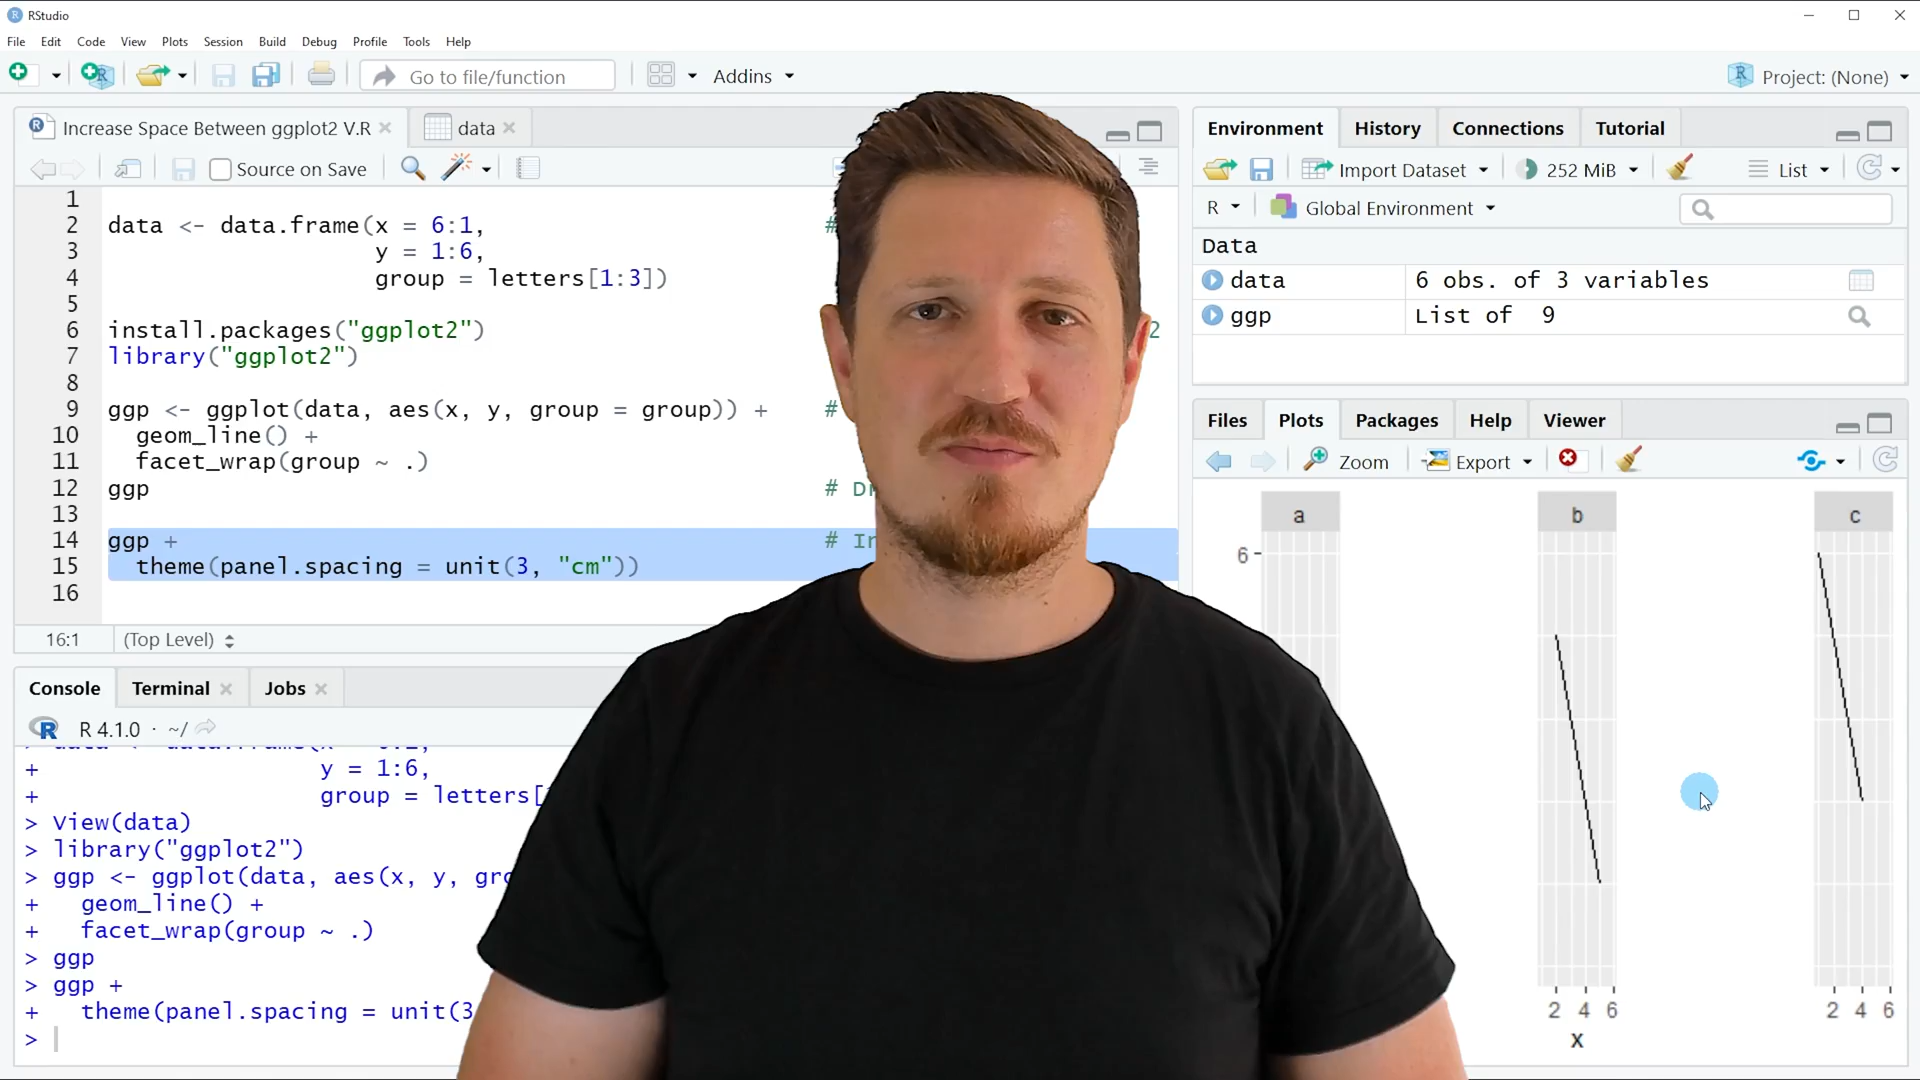 RStudio
File Edit Code View Plots Session Build Debug Profile Tools Help
Go to file/function
Addins
Project: (None)
Increase Space Between ggplot2 V.R
data
Source on Save
1
2 data <- data.frame(x = 6:1, #
3 y = 1:6,
4 group = letters[1:3])
5
6 install.packages("ggplot2") 2
7 library("ggplot2")
8
9 ggp <- ggplot(data, aes(x, y, group = group)) + #
10 geom_line() +
11 facet_wrap(group ~ .)
12 ggp #
13
14 ggp + #
15 theme(panel.spacing = unit(3, "cm"))
16
16:1 (Top Level)
Console Terminal Jobs
R 4.1.0 · ~/
+ y = 1:6,
+ group = letters[
> View(data)
> library("ggplot2")
> ggp <- ggplot(data, aes(x, y,
+ geom_line() +
+ facet_wrap(group ~ .)
> ggp
> ggp +
+ theme(panel.spacing = unit(3
>
Environment History Connections Tutorial
Import Dataset 252 MiB List
R Global Environment
Data
data 6 obs. of 3 variables
ggp List of 9
Files Plots Packages Help Viewer
Zoom Export
a b c
6
2 4 6 2 4 6
x